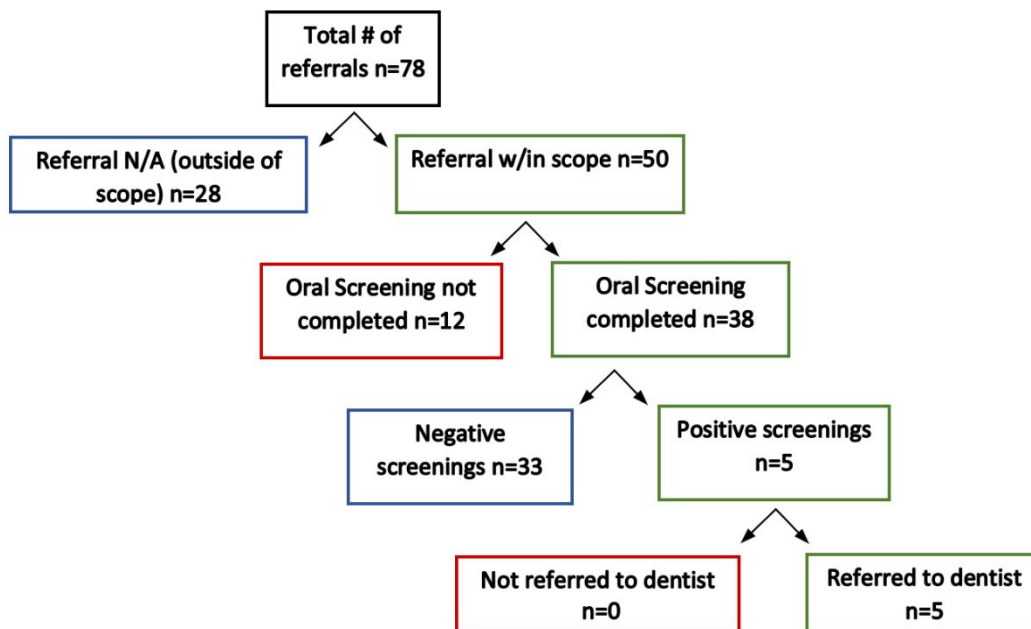 Total # of
referrals n=78
Referral N/A (outside of
scope) n=28
Referral w/in scope n=50
Oral Screening not
completed n=12
Oral Screening
completed n=38
Negative
screenings n=33
Positive screenings
n=5
Not referred to dentist
n=0
Referred to dentist
n=5